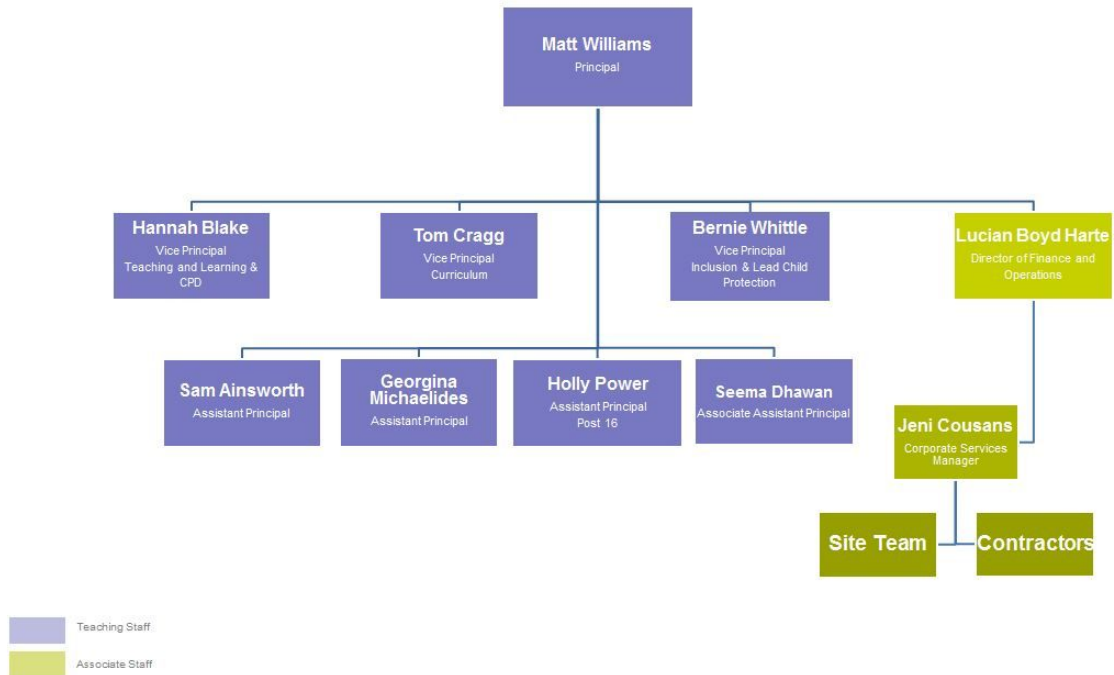 Matt Williams
Principal
Hannah Blake
Vice Principal
Teaching and Learning &
CPD
Tom Cragg
Vice Principal
Curriculum
Bernie Whittle
Vice Principal
Inclusion & Lead Child
Protection
Lucian Boyd Harte
Director of Finance and
Operations
Sam Ainsworth
Assistant Principal
Georgina
Michaelides
Assistant Principal
Holly Power
Assistant Principal
Post 16
Seema Dhawan
Associate Assistant Principal
Jeni Cousans
Corporate Services
Manager
Site Team
Contractors
Teaching Staff
Associate Staff